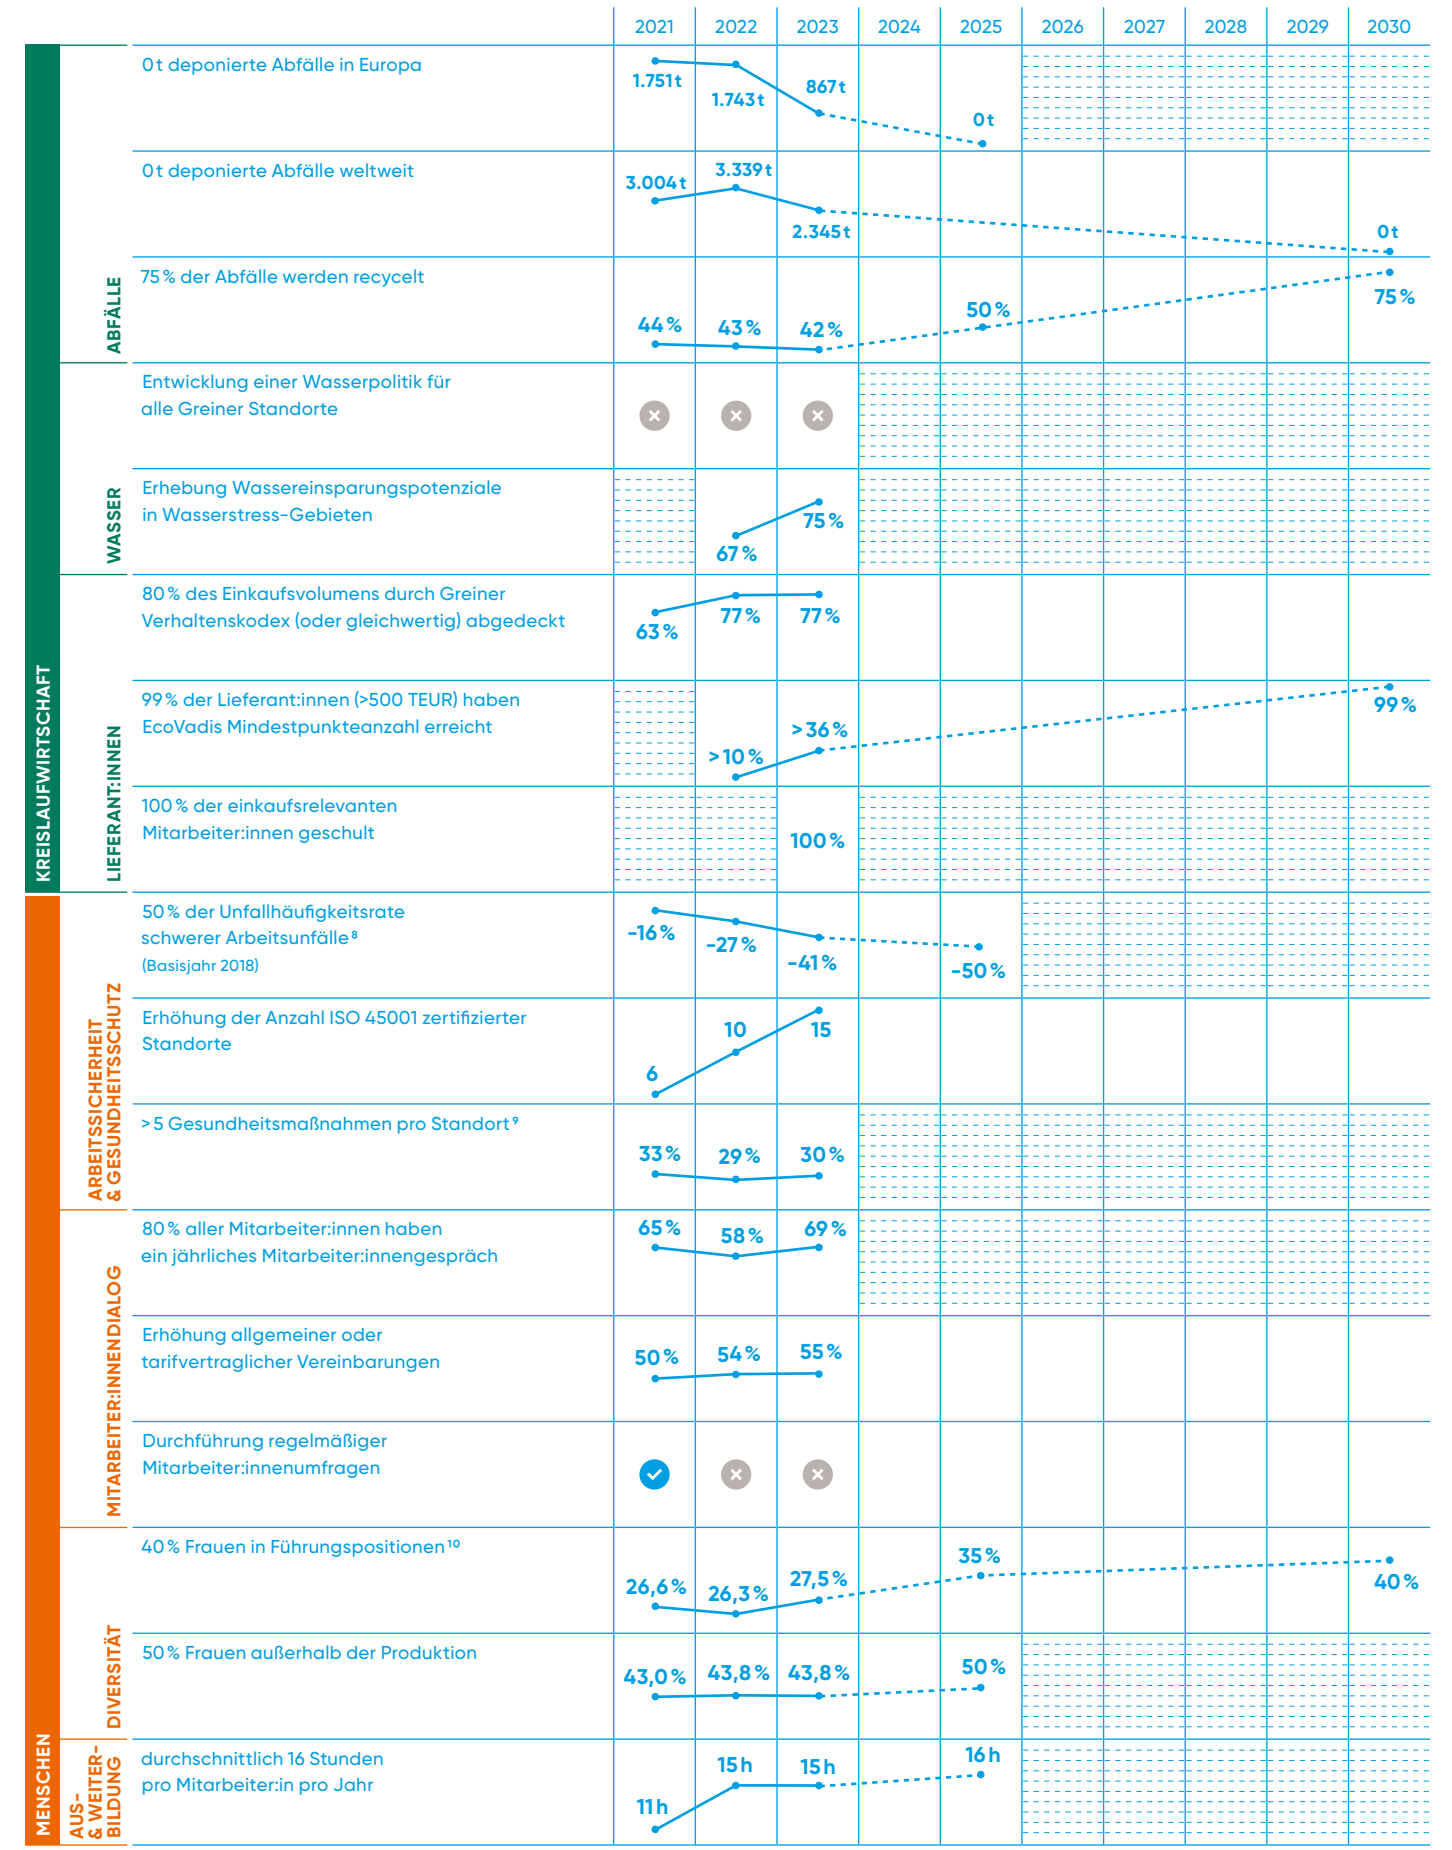 2021 2022 2023 2024 2025 2026 2027 2028 2029 2030
KREISLAUFWIRTSCHAFT
ABFÄLLE
0 t deponierte Abfälle in Europa
1.751 t 1.743 t 867 t 0 t
0 t deponierte Abfälle weltweit
3.004 t 3.339 t 2.345 t 0 t
75 % der Abfälle werden recycelt
44 % 43 % 42 % 50 % 75 %
WASSER
Entwicklung einer Wasserpolitik für
alle Greiner Standorte
Erhebung Wassereinsparungspotenziale
in Wasserstress-Gebieten
67 % 75 %
LIEFERANT:INNEN
80 % des Einkaufsvolumens durch Greiner
Verhaltenskodex (oder gleichwertig) abgedeckt
63 % 77 % 77 %
99 % der Lieferant:innen (>500 TEUR) haben
EcoVadis Mindestpunkteanzahl erreicht
> 10 % > 36 % 99 %
100 % der einkaufsrelevanten
Mitarbeiter:innen geschult
100 %
MENSCHEN
ARBEITSSICHERHEIT
& GESUNDHEITSSCHUTZ
50 % der Unfallhäufigkeitsrate
schwerer Arbeitsunfälle ⁸
(Basisjahr 2018)
-16 % -27 % -41 % -50 %
Erhöhung der Anzahl ISO 45001 zertifizierter
Standorte
6 10 15
> 5 Gesundheitsmaßnahmen pro Standort ⁹
33 % 29 % 30 %
MITARBEITER:INNENDIALOG
80 % aller Mitarbeiter:innen haben
ein jährliches Mitarbeiter:innengespräch
65 % 58 % 69 %
Erhöhung allgemeiner oder
tarifvertraglicher Vereinbarungen
50 % 54 % 55 %
Durchführung regelmäßiger
Mitarbeiter:innenumfragen
DIVERSITÄT
40 % Frauen in Führungspositionen ¹⁰
26,6 % 26,3 % 27,5 % 35 % 40 %
50 % Frauen außerhalb der Produktion
43,0 % 43,8 % 43,8 % 50 %
AUS-
& WEITER-
BILDUNG
durchschnittlich 16 Stunden
pro Mitarbeiter:in pro Jahr
11 h 15 h 15 h 16 h